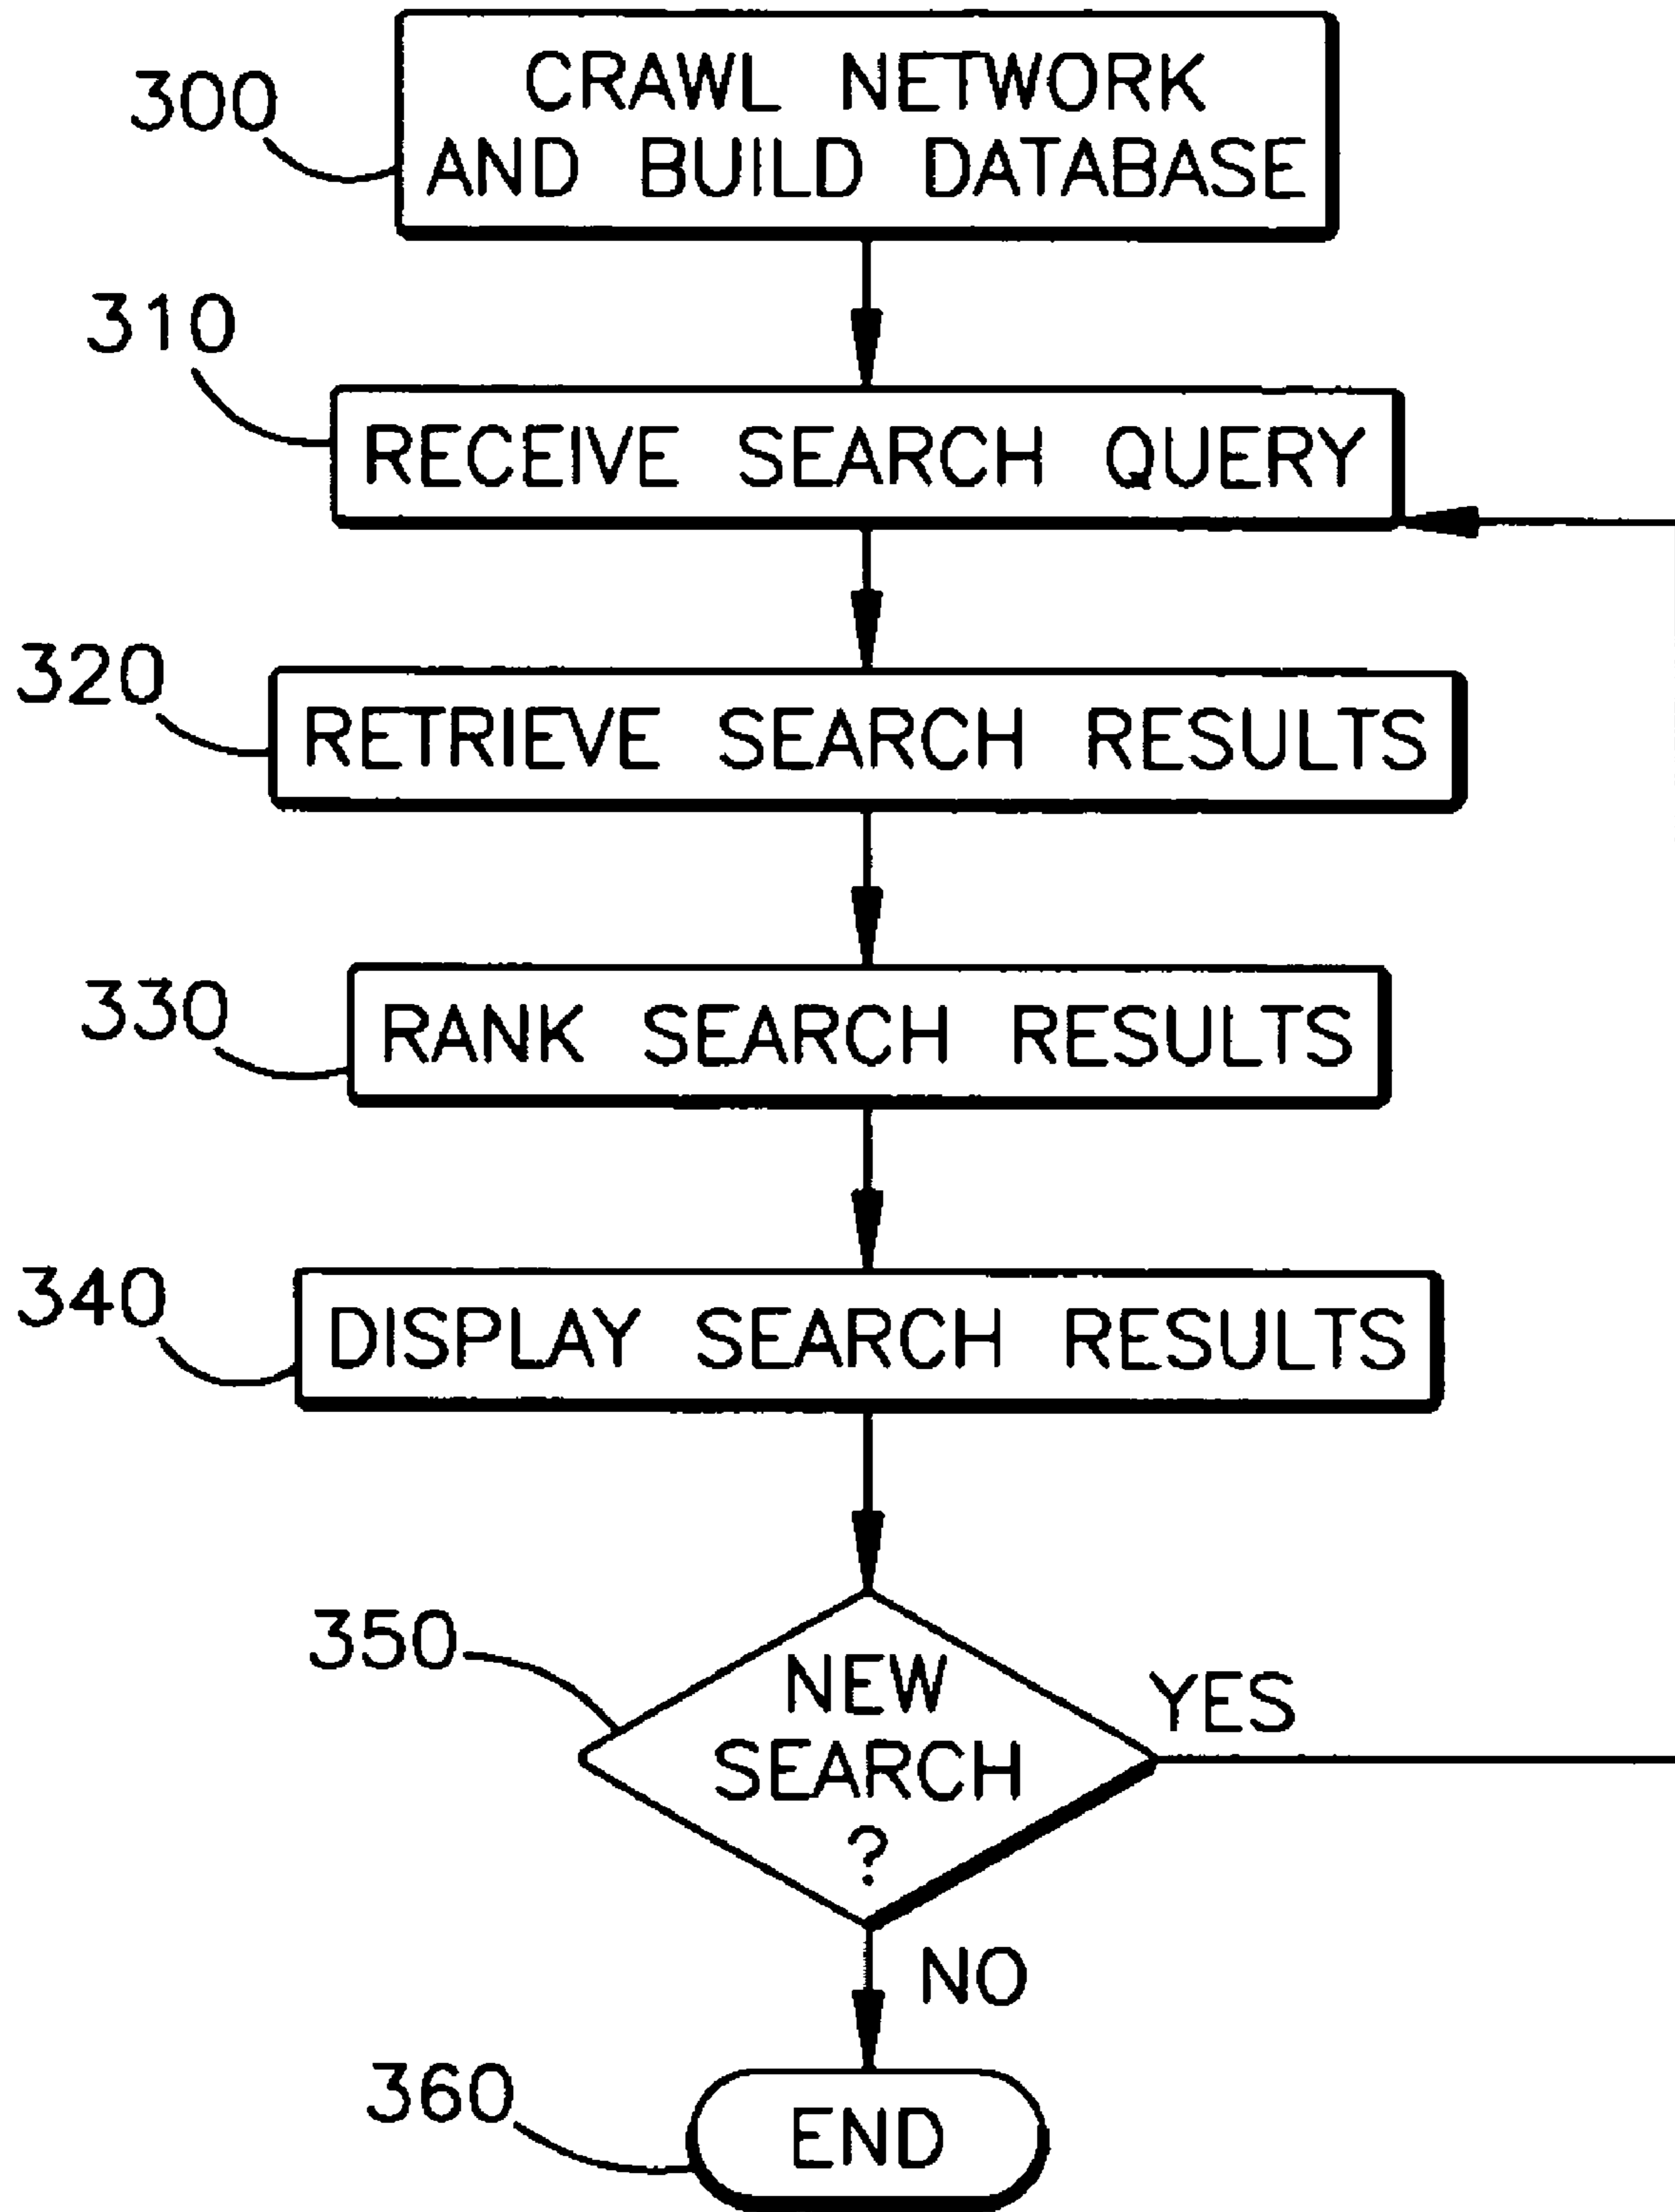 300
CRAWL NETWORK
AND BUILD DATABASE
310
RECEIVE SEARCH QUERY
320
RETRIEVE SEARCH RESULTS
330
RANK SEARCH RESULTS
340
DISPLAY SEARCH RESULTS
350
NEW
SEARCH
?
YES
NO
360
END